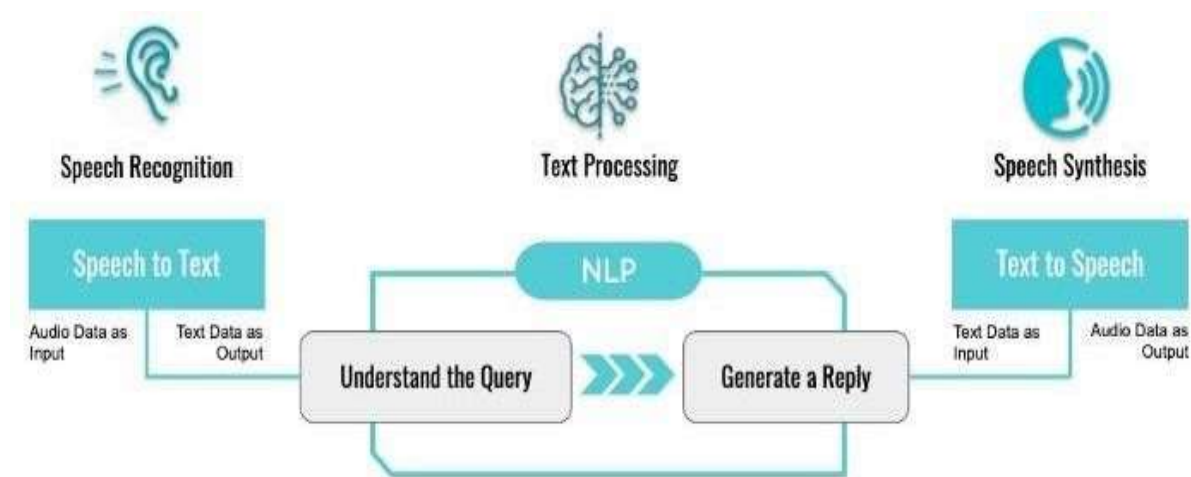 Speech Recognition
Text Processing
Speech Synthesis
Speech to Text
NLP
Text to Speech
Audio Data as
Input
Text Data as
Output
Understand the Query
Generate a Reply
Text Data as
Input
Audio Data as
Output